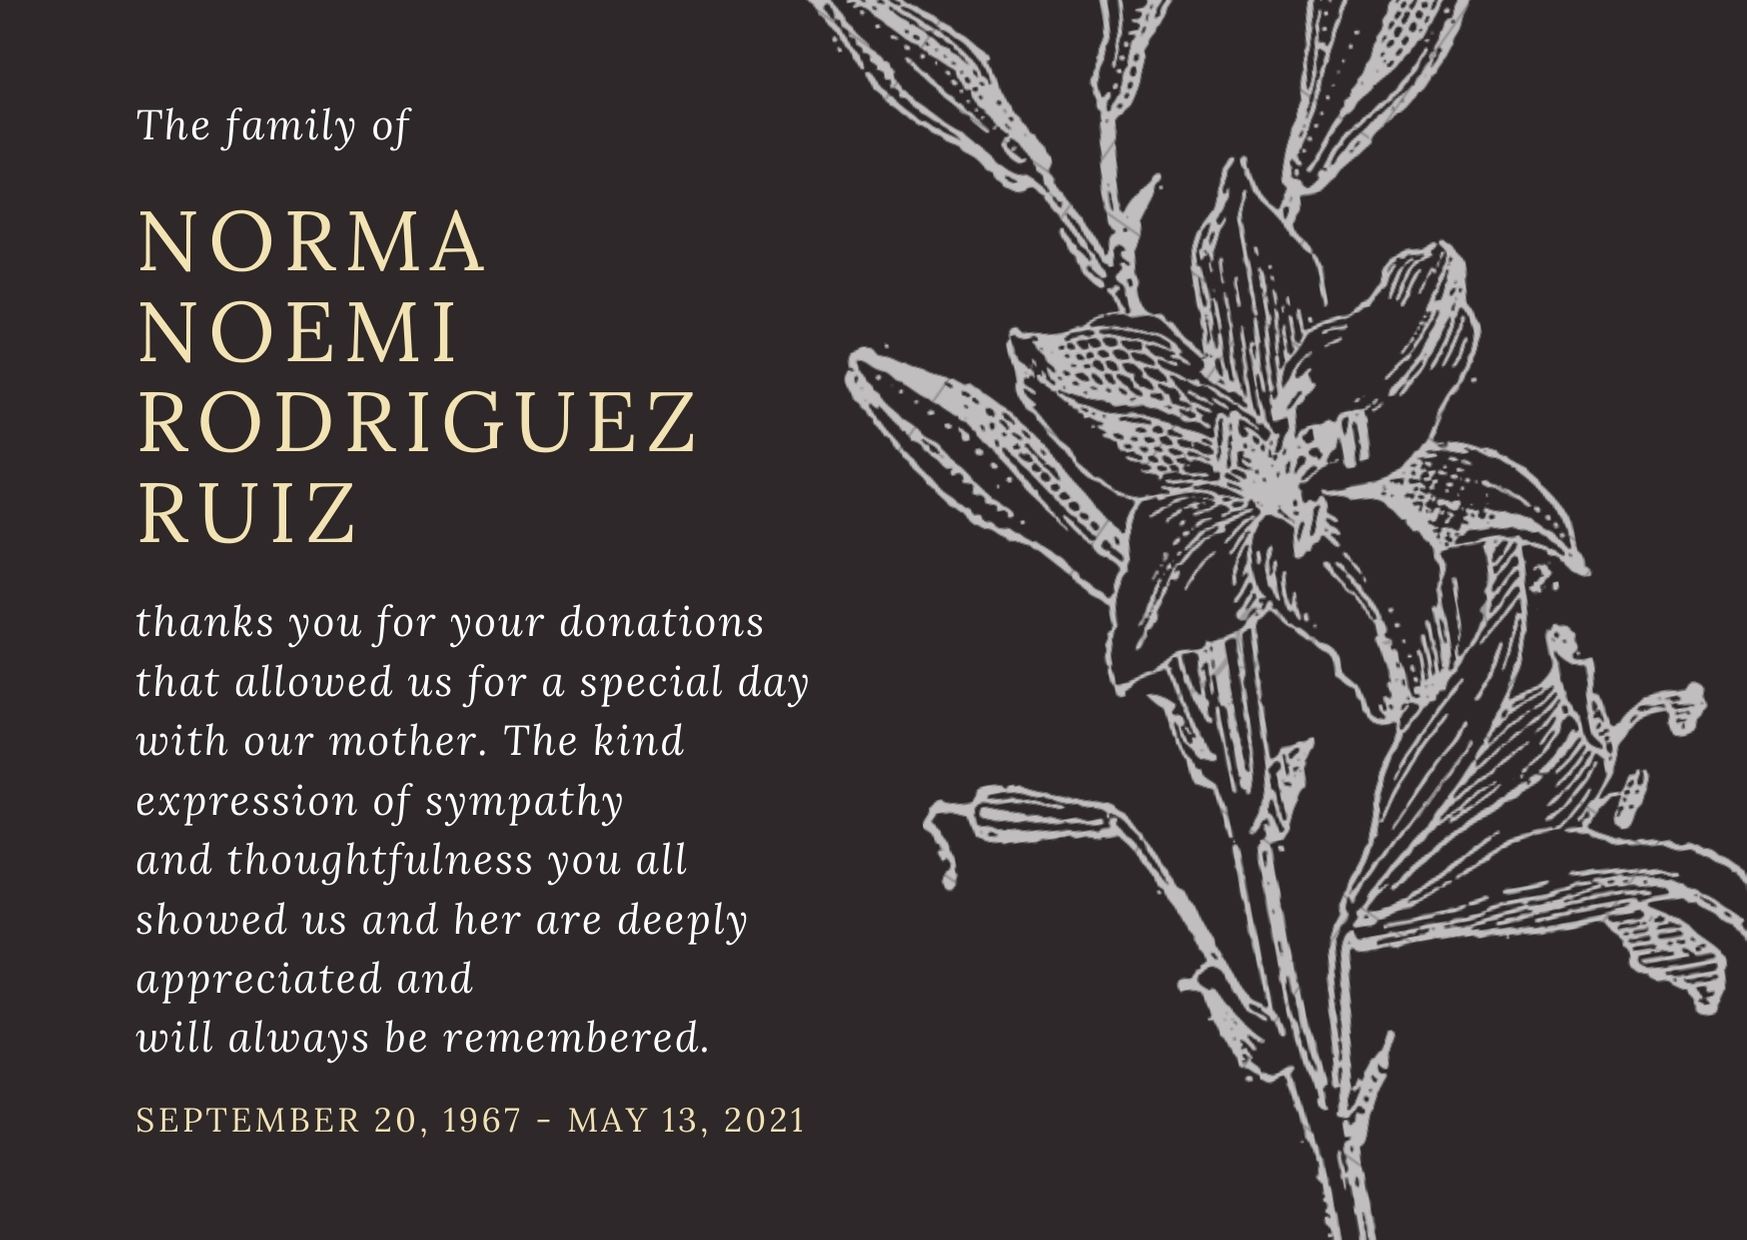 The family of
NORMA
NOEMI
RODRIGUEZ
RUIZ
thanks you for your donations
that allowed us for a special day
with our mother. The kind
expression of sympathy
and thoughtfulness you all
showed us and her are deeply
appreciated and
will always be remembered.
SEPTEMBER 20, 1967 - MAY 13, 2021